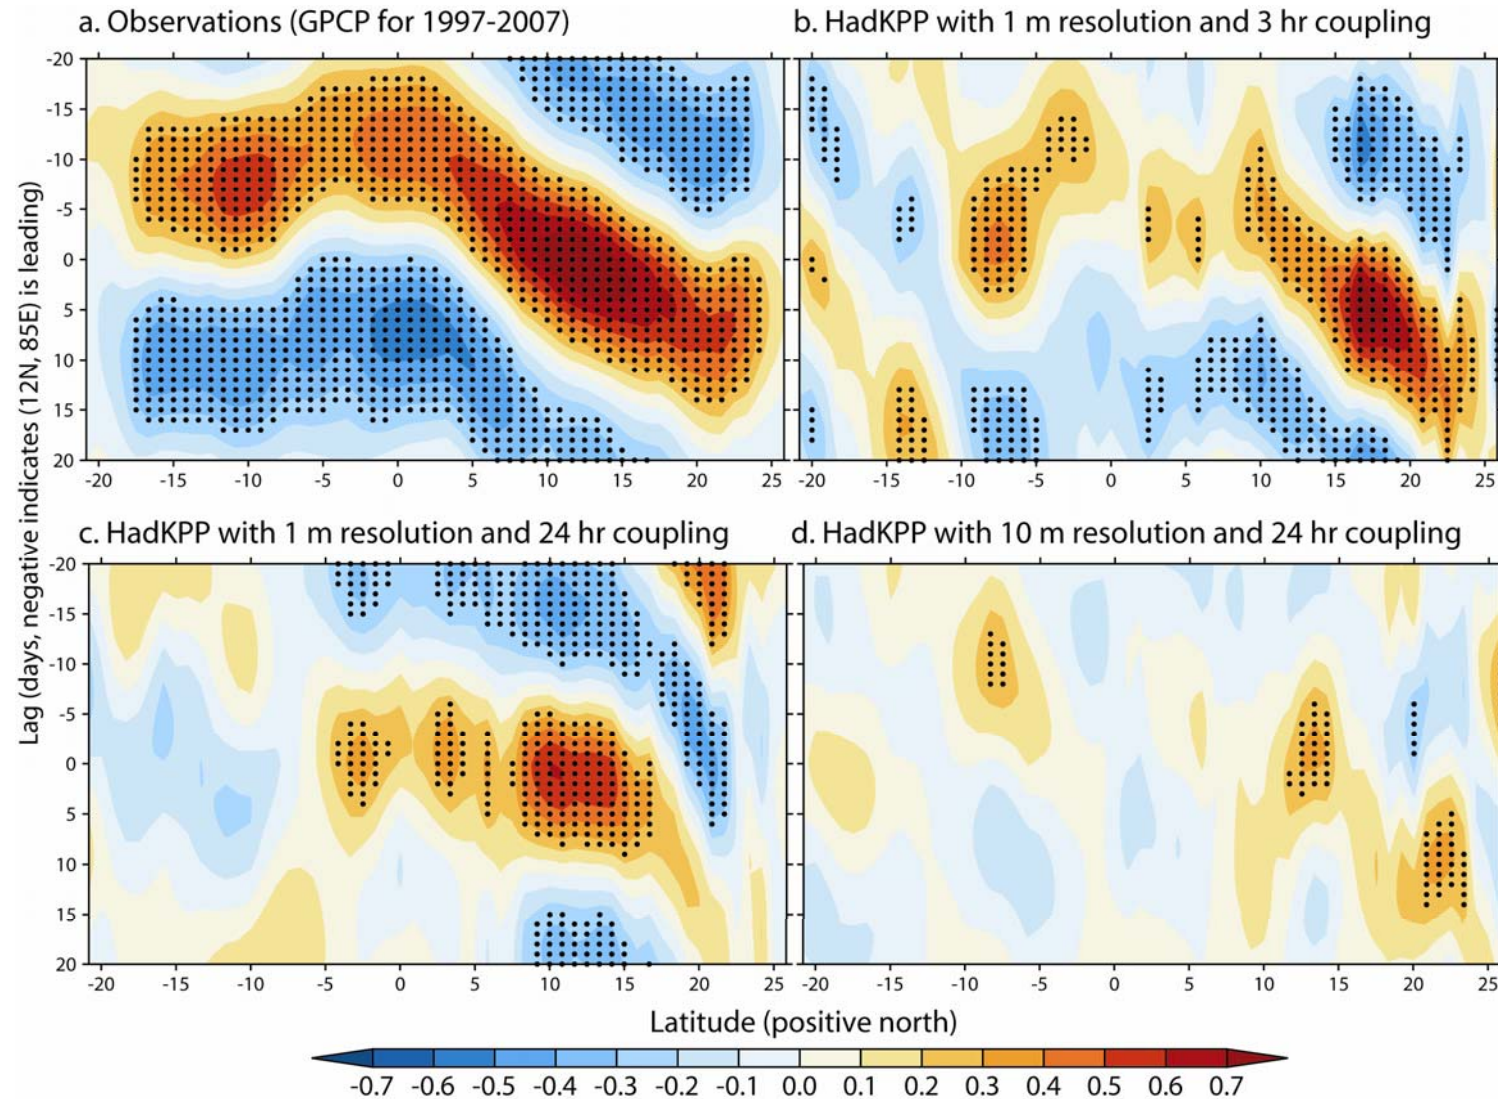 a. Observations (GPCP for 1997-2007)
b. HadKPP with 1 m resolution and 3 hr coupling
-20
-15
-10
-5
0
5
10
15
20
-20 -15 -10 -5 0 5 10 15 20 25
-20 -15 -10 -5 0 5 10 15 20 25
Lag (days, negative indicates (12N, 85E) is leading)
c. HadKPP with 1 m resolution and 24 hr coupling
d. HadKPP with 10 m resolution and 24 hr coupling
-20
-15
-10
-5
0
5
10
15
20
-20 -15 -10 -5 0 5 10 15 20 25
-20 -15 -10 -5 0 5 10 15 20 25
Latitude (positive north)
-0.7 -0.6 -0.5 -0.4 -0.3 -0.2 -0.1 0.0 0.1 0.2 0.3 0.4 0.5 0.6 0.7